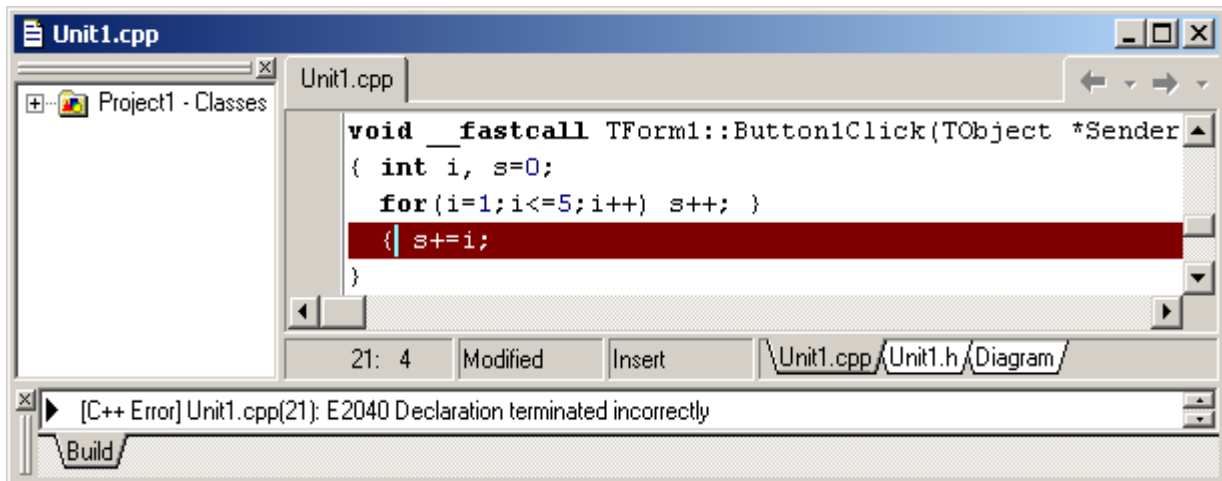 Unit1.cpp
Project1 - Classes
Unit1.cpp
void __fastcall TForm1::Button1Click(TObject *Sender
{ int i, s=0;
for(i=1;i<=5;i++) s++; }
{ s+=i;
}
21: 4 Modified Insert Unit1.cpp Unit1.h Diagram
[C++ Error] Unit1.cpp(21): E2040 Declaration terminated incorrectly
Build